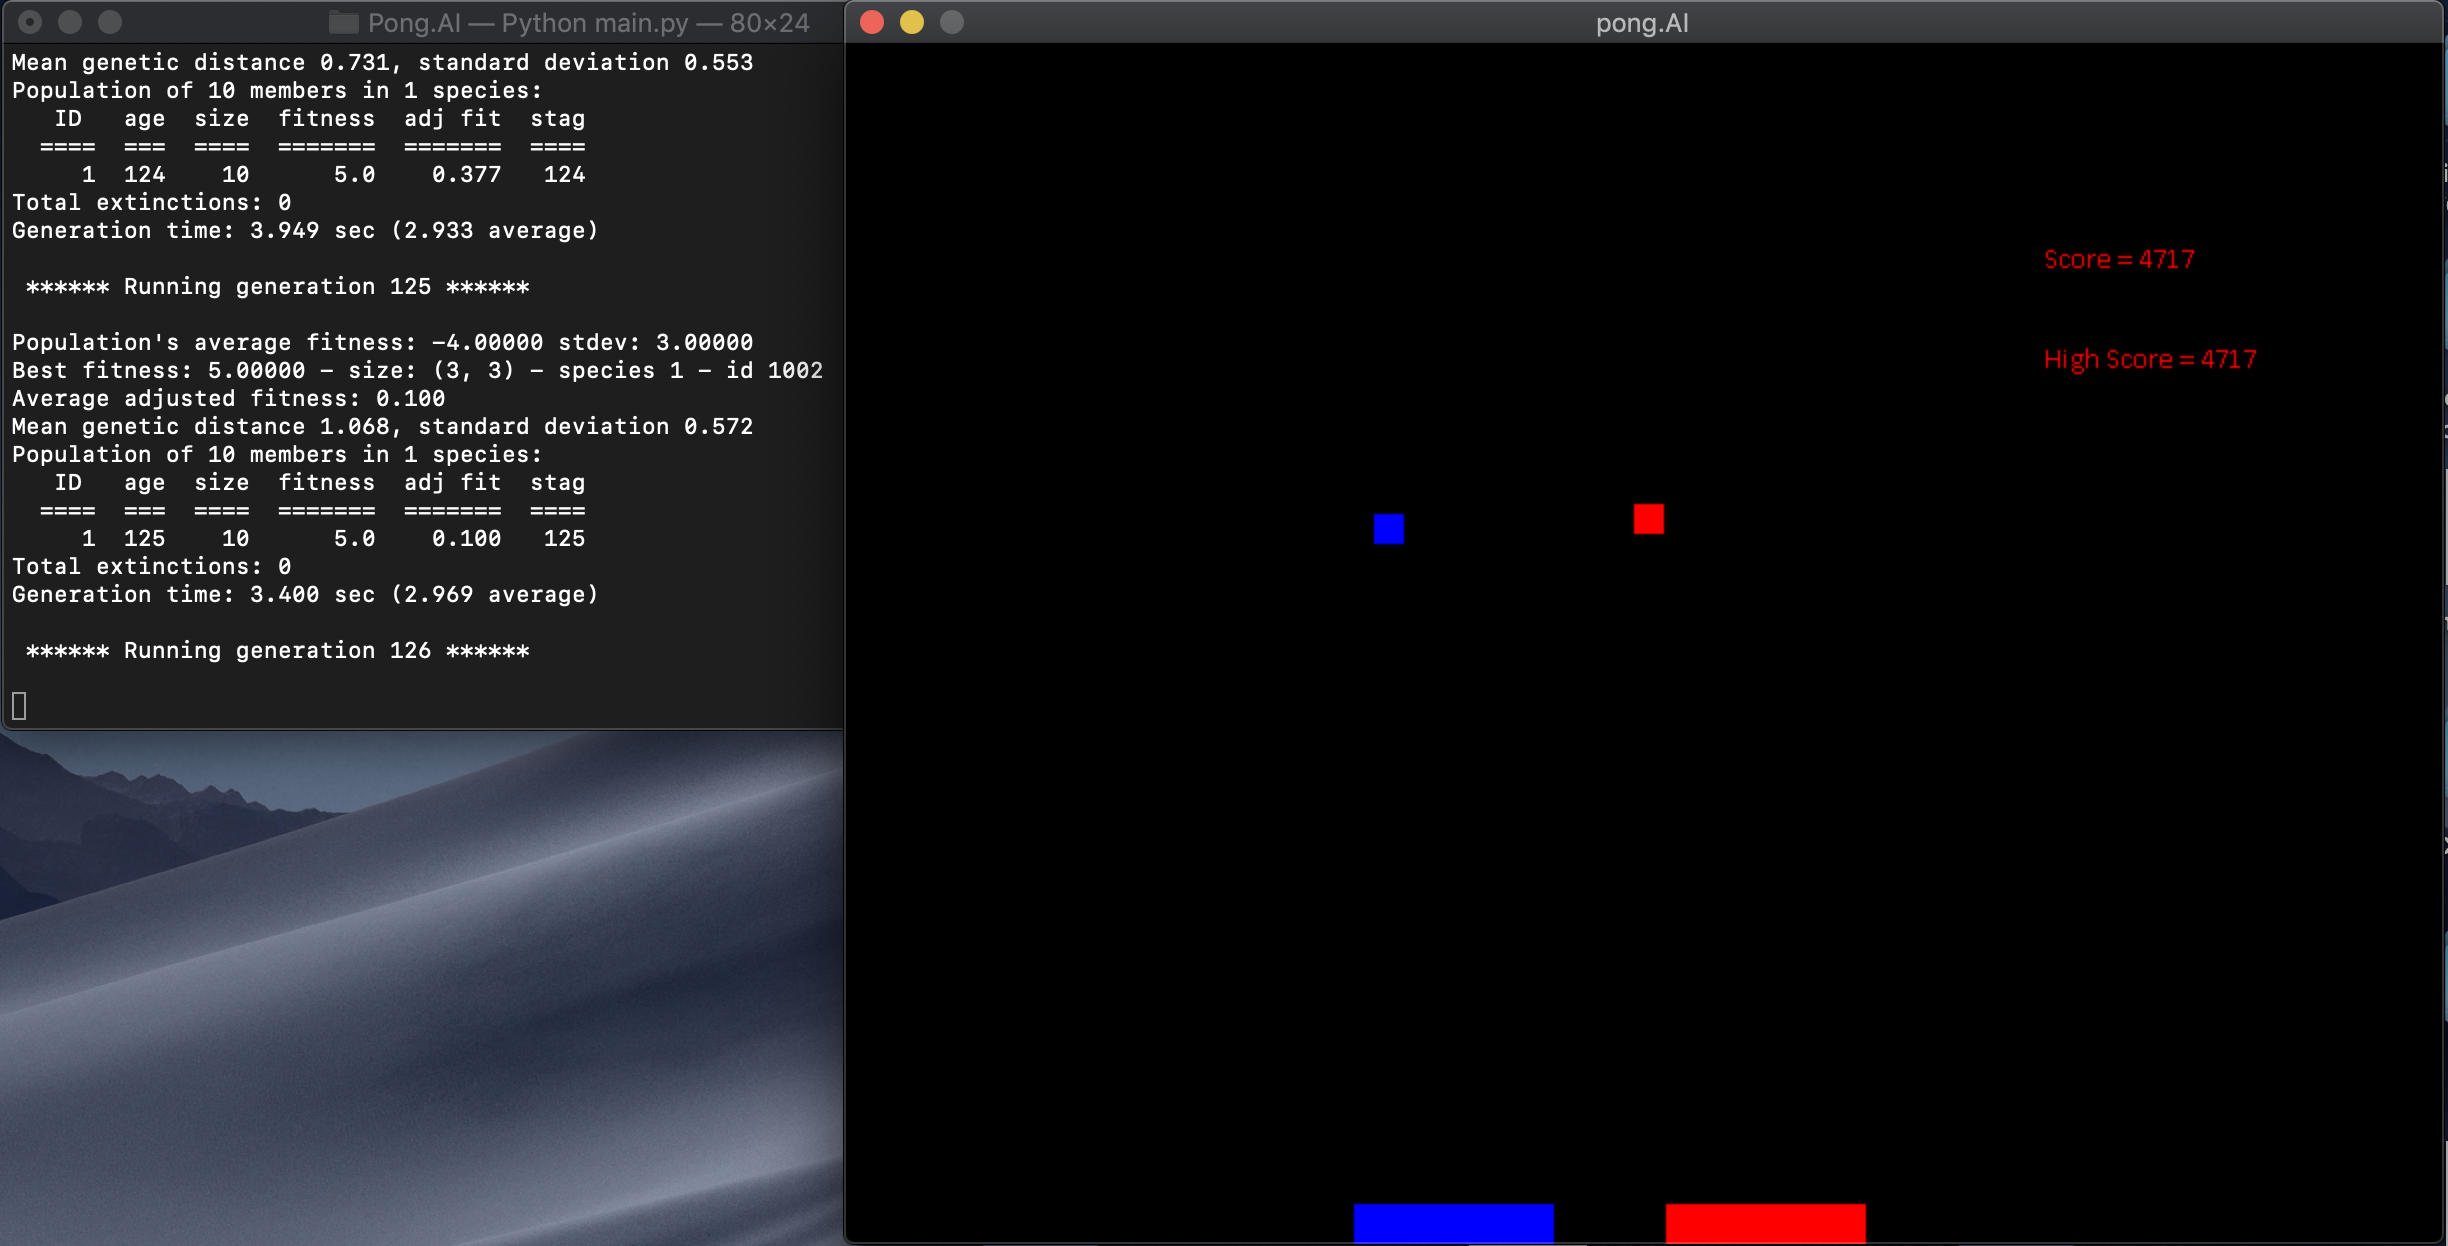 Pong.AI — Python main.py — 80×24
Mean genetic distance 0.731, standard deviation 0.553
Population of 10 members in 1 species:
   ID   age  size  fitness  adj fit  stag
  ====  ===  ====  =======  =======  ====
     1  124    10      5.0    0.377   124
Total extinctions: 0
Generation time: 3.949 sec (2.933 average)
 ****** Running generation 125 ******
Population's average fitness: -4.00000 stdev: 3.00000
Best fitness: 5.00000 - size: (3, 3) - species 1 - id 1002
Average adjusted fitness: 0.100
Mean genetic distance 1.068, standard deviation 0.572
Population of 10 members in 1 species:
   ID   age  size  fitness  adj fit  stag
  ====  ===  ====  =======  =======  ====
     1  125    10      5.0    0.100   125
Total extinctions: 0
Generation time: 3.400 sec (2.969 average)
 ****** Running generation 126 ******
pong.AI
Score = 4717
High Score = 4717